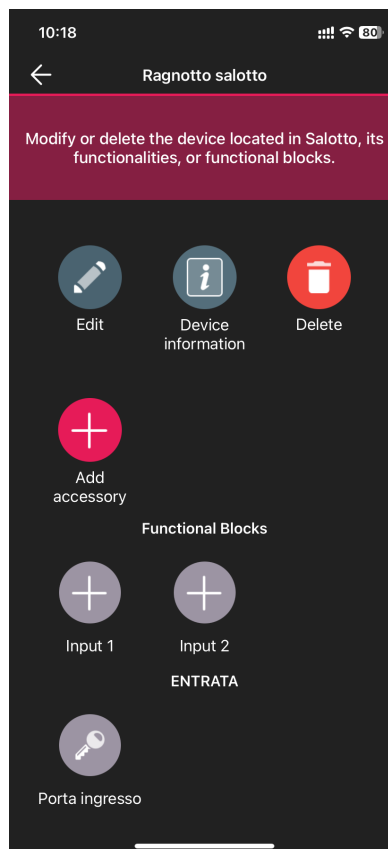 10:18
80
Ragnotto salotto
Modify or delete the device located in Salotto, its
functionalities, or functional blocks.
Edit
Device
information
Delete
Add
accessory
Functional Blocks
Input 1
Input 2
ENTRATA
Porta ingresso